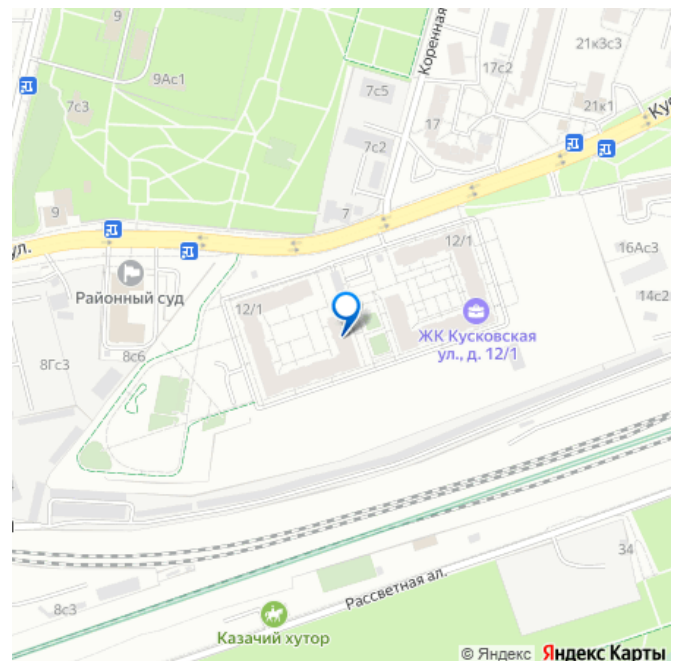 9
21к3с3
9Ас1
Коренная
17с2
7с5
7с3
21к1
17
7с2
9
7
ул.
12/1
16Ас3
Районный суд
14с2
12/1
ЖК Кусковская
ул., д. 12/1
8с6
8Гс3
34
Рассветная ал.
8с3
Казачий хутор
© Яндекс Яндекс Карты